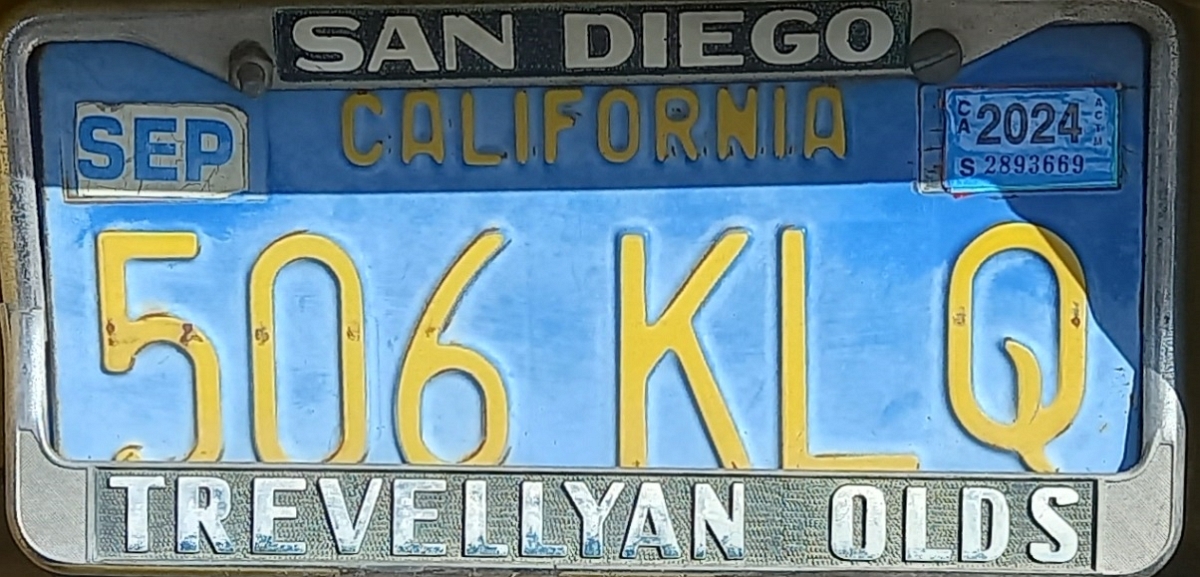 SAN DIEGO
SEP CALIFORNIA CA 2024
S 2893669
506 KLQ
TREVELLYAN OLDS